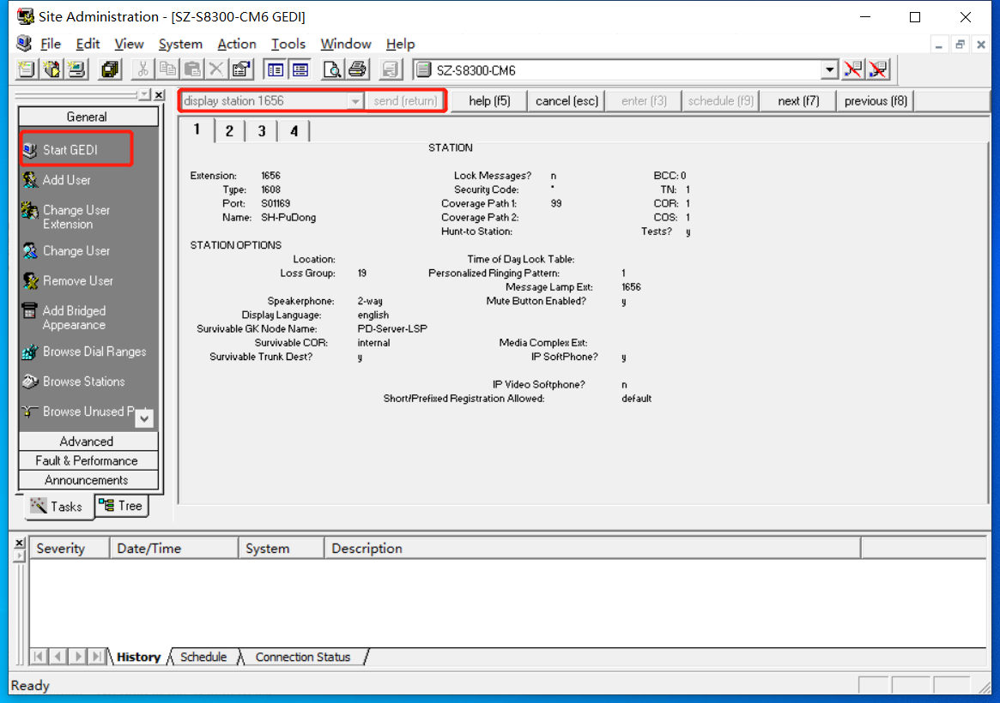 Site Administration - [SZ-S8300-CM6 GEDI]
File Edit View System Action Tools Window Help
SZ-S8300-CM6
General
Start GEDI
Add User
Change User
Extension
Change User
Remove User
Add Bridged
Appearance
Browse Dial Ranges
Browse Stations
Browse Unused
Advanced
Fault & Performance
Announcements
Tasks Tree
display station 1656 send (return) help (f5) cancel (esc) enter (f3) schedule (f9) next (f7) previous (f8)
1 2 3 4
STATION
Extension: 1656 Lock Messages? n BCC: 0
Type: 1608 Security Code: * TN: 1
Port: S01169 Coverage Path 1: 99 COR: 1
Name: SH-PuDong Coverage Path 2: COS: 1
Hunt-to Station: Tests? y
STATION OPTIONS
Location: Time of Day Lock Table:
Loss Group: 19 Personalized Ringing Pattern: 1
Message Lamp Ext: 1656
Speakerphone: 2-way Mute Button Enabled? y
Display Language: english
Survivable GK Node Name: PD-Server-LSP
Survivable COR: internal Media Complex Ext:
Survivable Trunk Dest? y IP SoftPhone? y
IP Video Softphone? n
Short/Prefixed Registration Allowed: default
Severity Date/Time System Description
History Schedule Connection Status
Ready